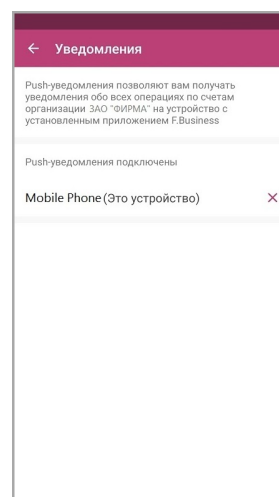 Уведомления
Push-уведомления позволяют вам получать
уведомления обо всех операциях по счетам
организации ЗАО "ФИРМА" на устройство с
установленным приложением F.Business
Push-уведомления подключены
Mobile Phone (Это устройство)